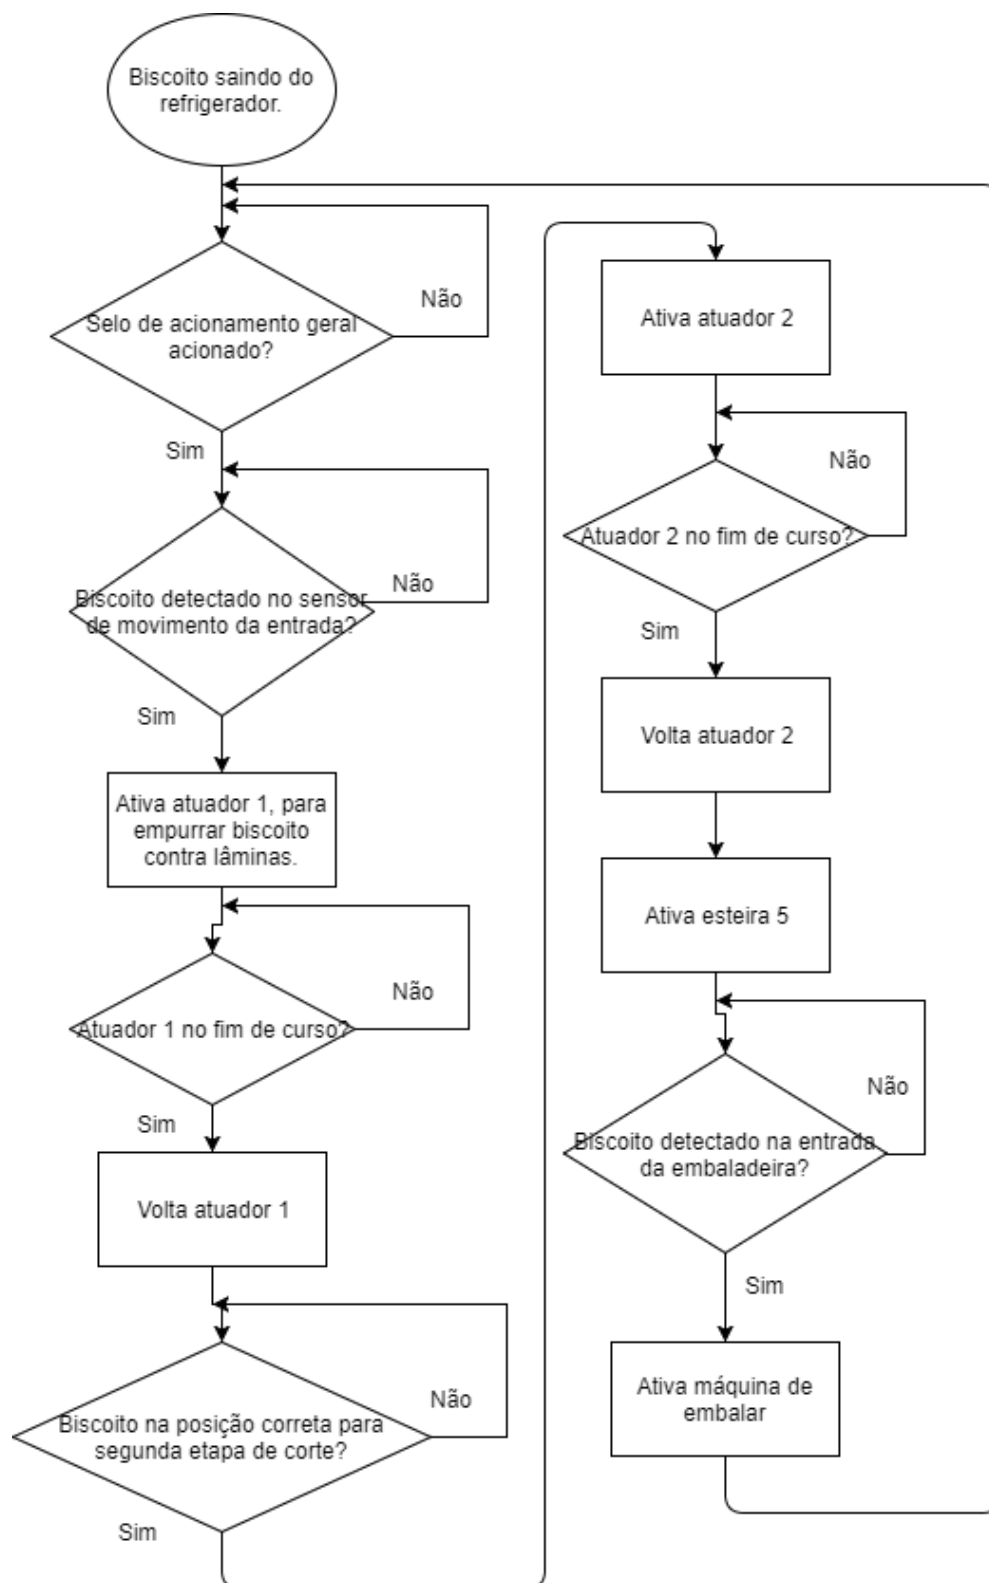 Biscoito saindo do
refrigerador.
Não
Selo de acionamento geral
acionado?
Sim
Não
Biscoito detectado no sensor
de movimento da entrada?
Sim
Ativa atuador 1, para
empurrar biscoito
contra lâminas.
Não
Atuador 1 no fim de curso?
Sim
Volta atuador 1
Não
Biscoito na posição correta para
segunda etapa de corte?
Sim
Ativa atuador 2
Não
Atuador 2 no fim de curso?
Sim
Volta atuador 2
Ativa esteira 5
Não
Biscoito detectado na entrada
da embaladeira?
Sim
Ativa máquina de
embalar